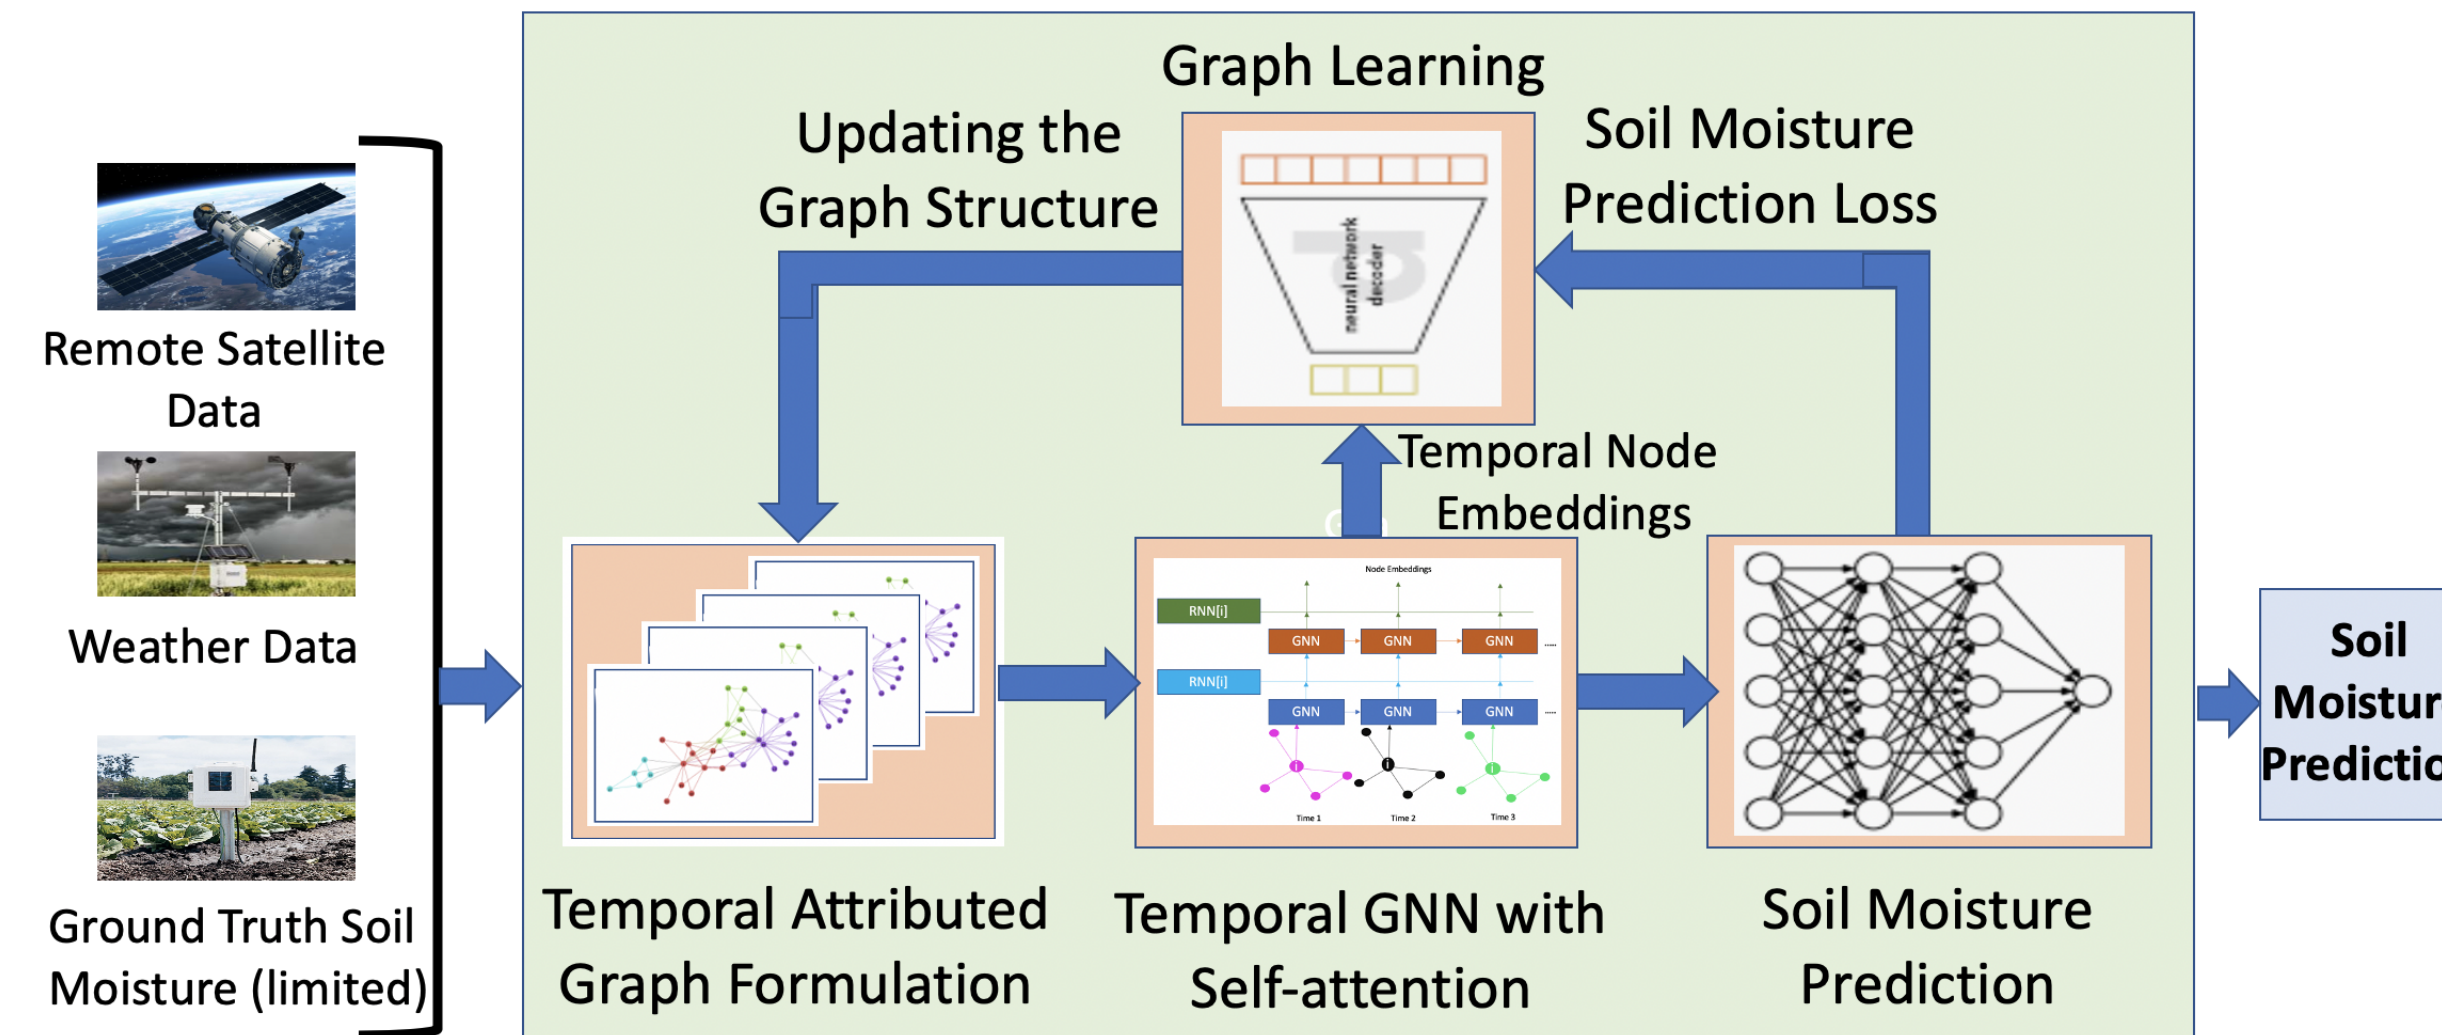 Remote Satellite
Data
Weather Data
Ground Truth Soil
Moisture (limited)
Graph Learning
Updating the
Graph Structure
neural network
decoder
Soil Moisture
Prediction Loss
Temporal Node
Embeddings
Node Embeddings
RNN[i]
GNN GNN GNN .....
RNN[i]
GNN GNN GNN .....
i i i
Time 1 Time 2 Time 3
Temporal Attributed
Graph Formulation
Temporal GNN with
Self-attention
Soil Moisture
Prediction
Soil
Moistur
Predictio